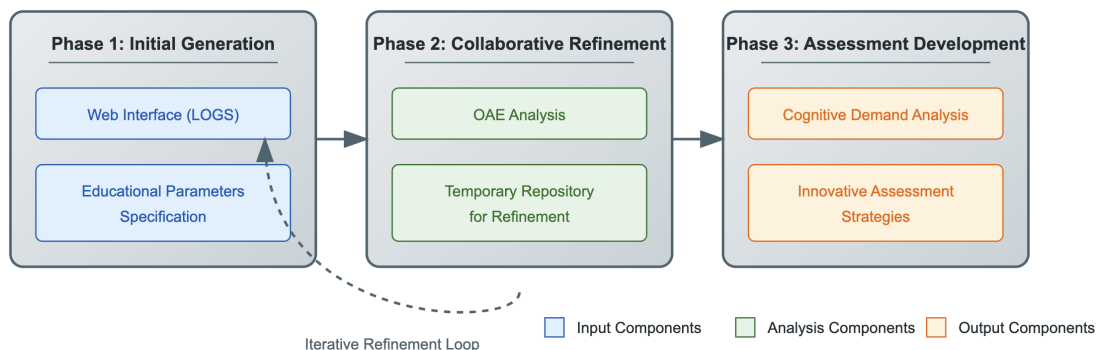 Phase 1: Initial Generation
Web Interface (LOGS)
Educational Parameters
Specification
Phase 2: Collaborative Refinement
OAE Analysis
Temporary Repository
for Refinement
Phase 3: Assessment Development
Cognitive Demand Analysis
Innovative Assessment
Strategies
Iterative Refinement Loop
Input Components
Analysis Components
Output Components